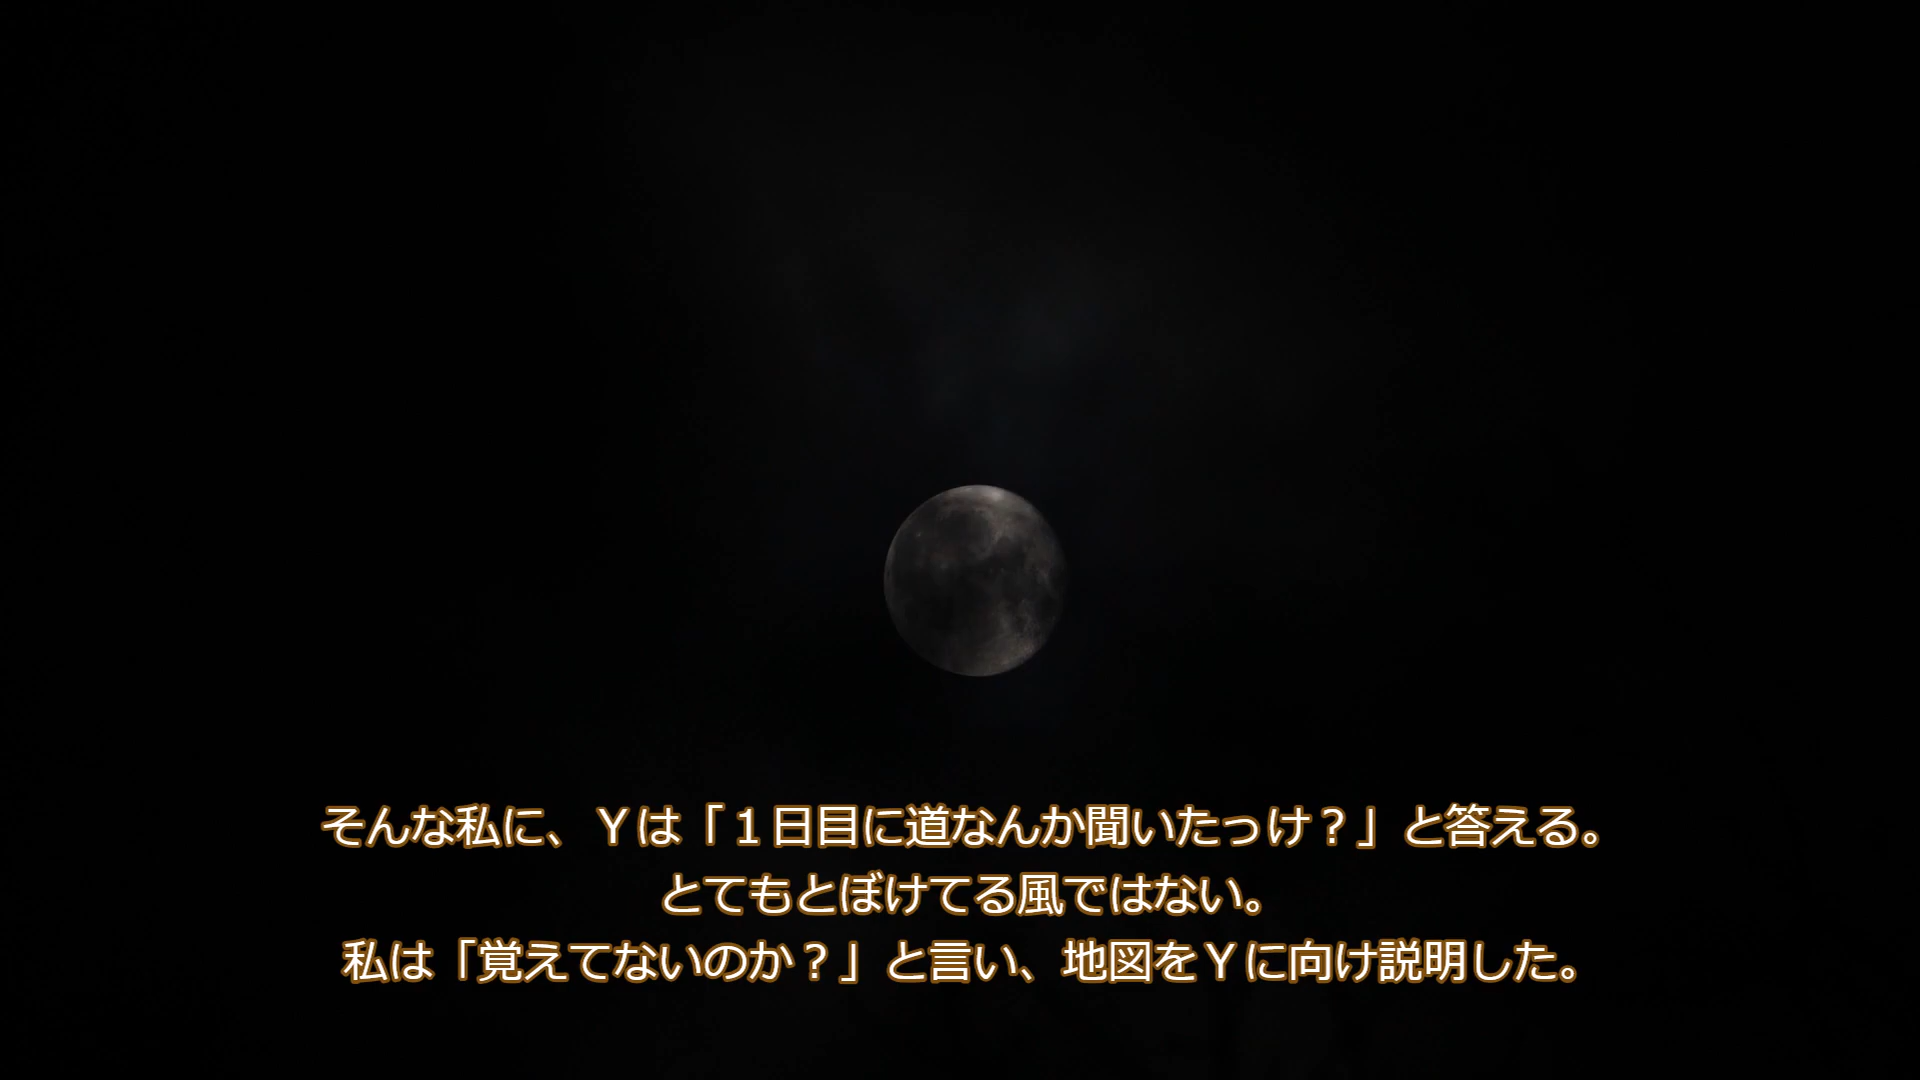 そんな私に、Ｙは「１日目に道なんか聞いたっけ？」と答える。
とてもとぼけてる風ではない。
私は「覚えてないのか？」と言い、地図をＹに向け説明した。